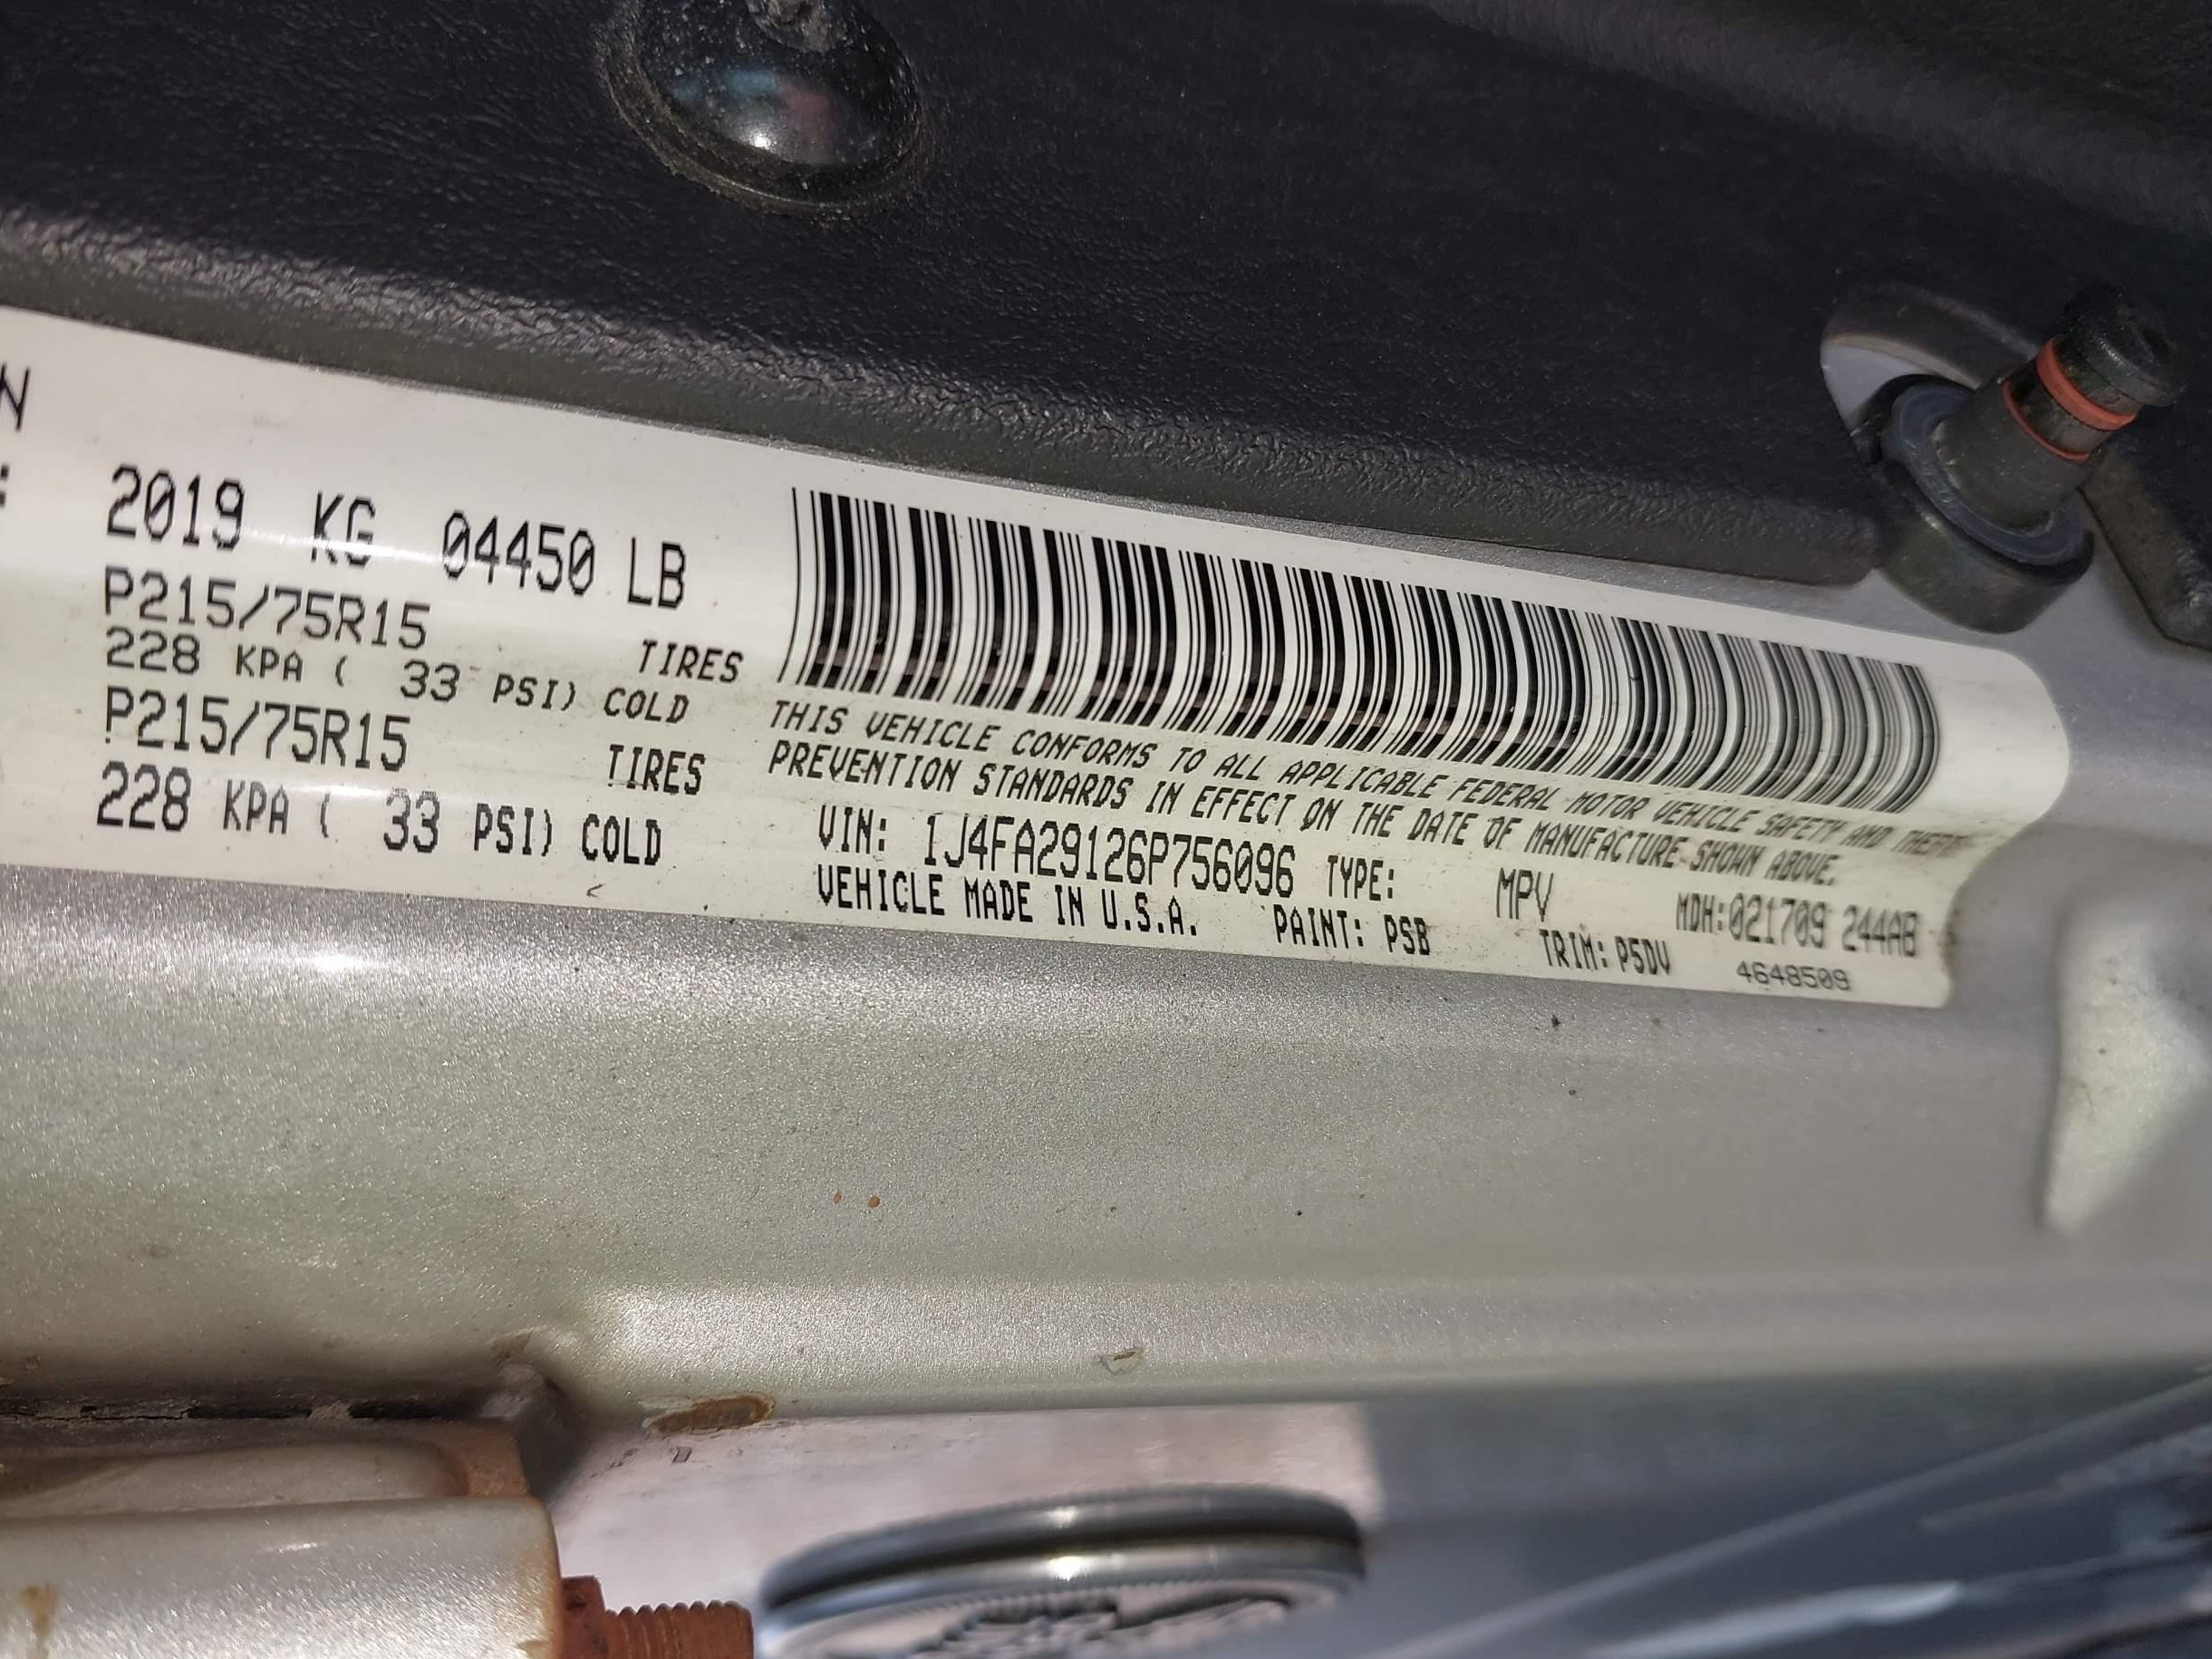 N
: 2019 KG 04450 LB
P215/75R15 TIRES
228 KPA ( 33 PSI) COLD
P215/75R15 TIRES
228 KPA ( 33 PSI) COLD
THIS VEHICLE CONFORMS TO ALL APPLICABLE FEDERAL MOTOR VEHICLE SAFETY AND THEFT
PREVENTION STANDARDS IN EFFECT ON THE DATE OF MANUFACTURE SHOWN ABOVE.
VIN: 1J4FA29126P756096 TYPE: MPV MDH:021709 244AB
VEHICLE MADE IN U.S.A. PAINT: PSB TRIM: P5DV 4648509